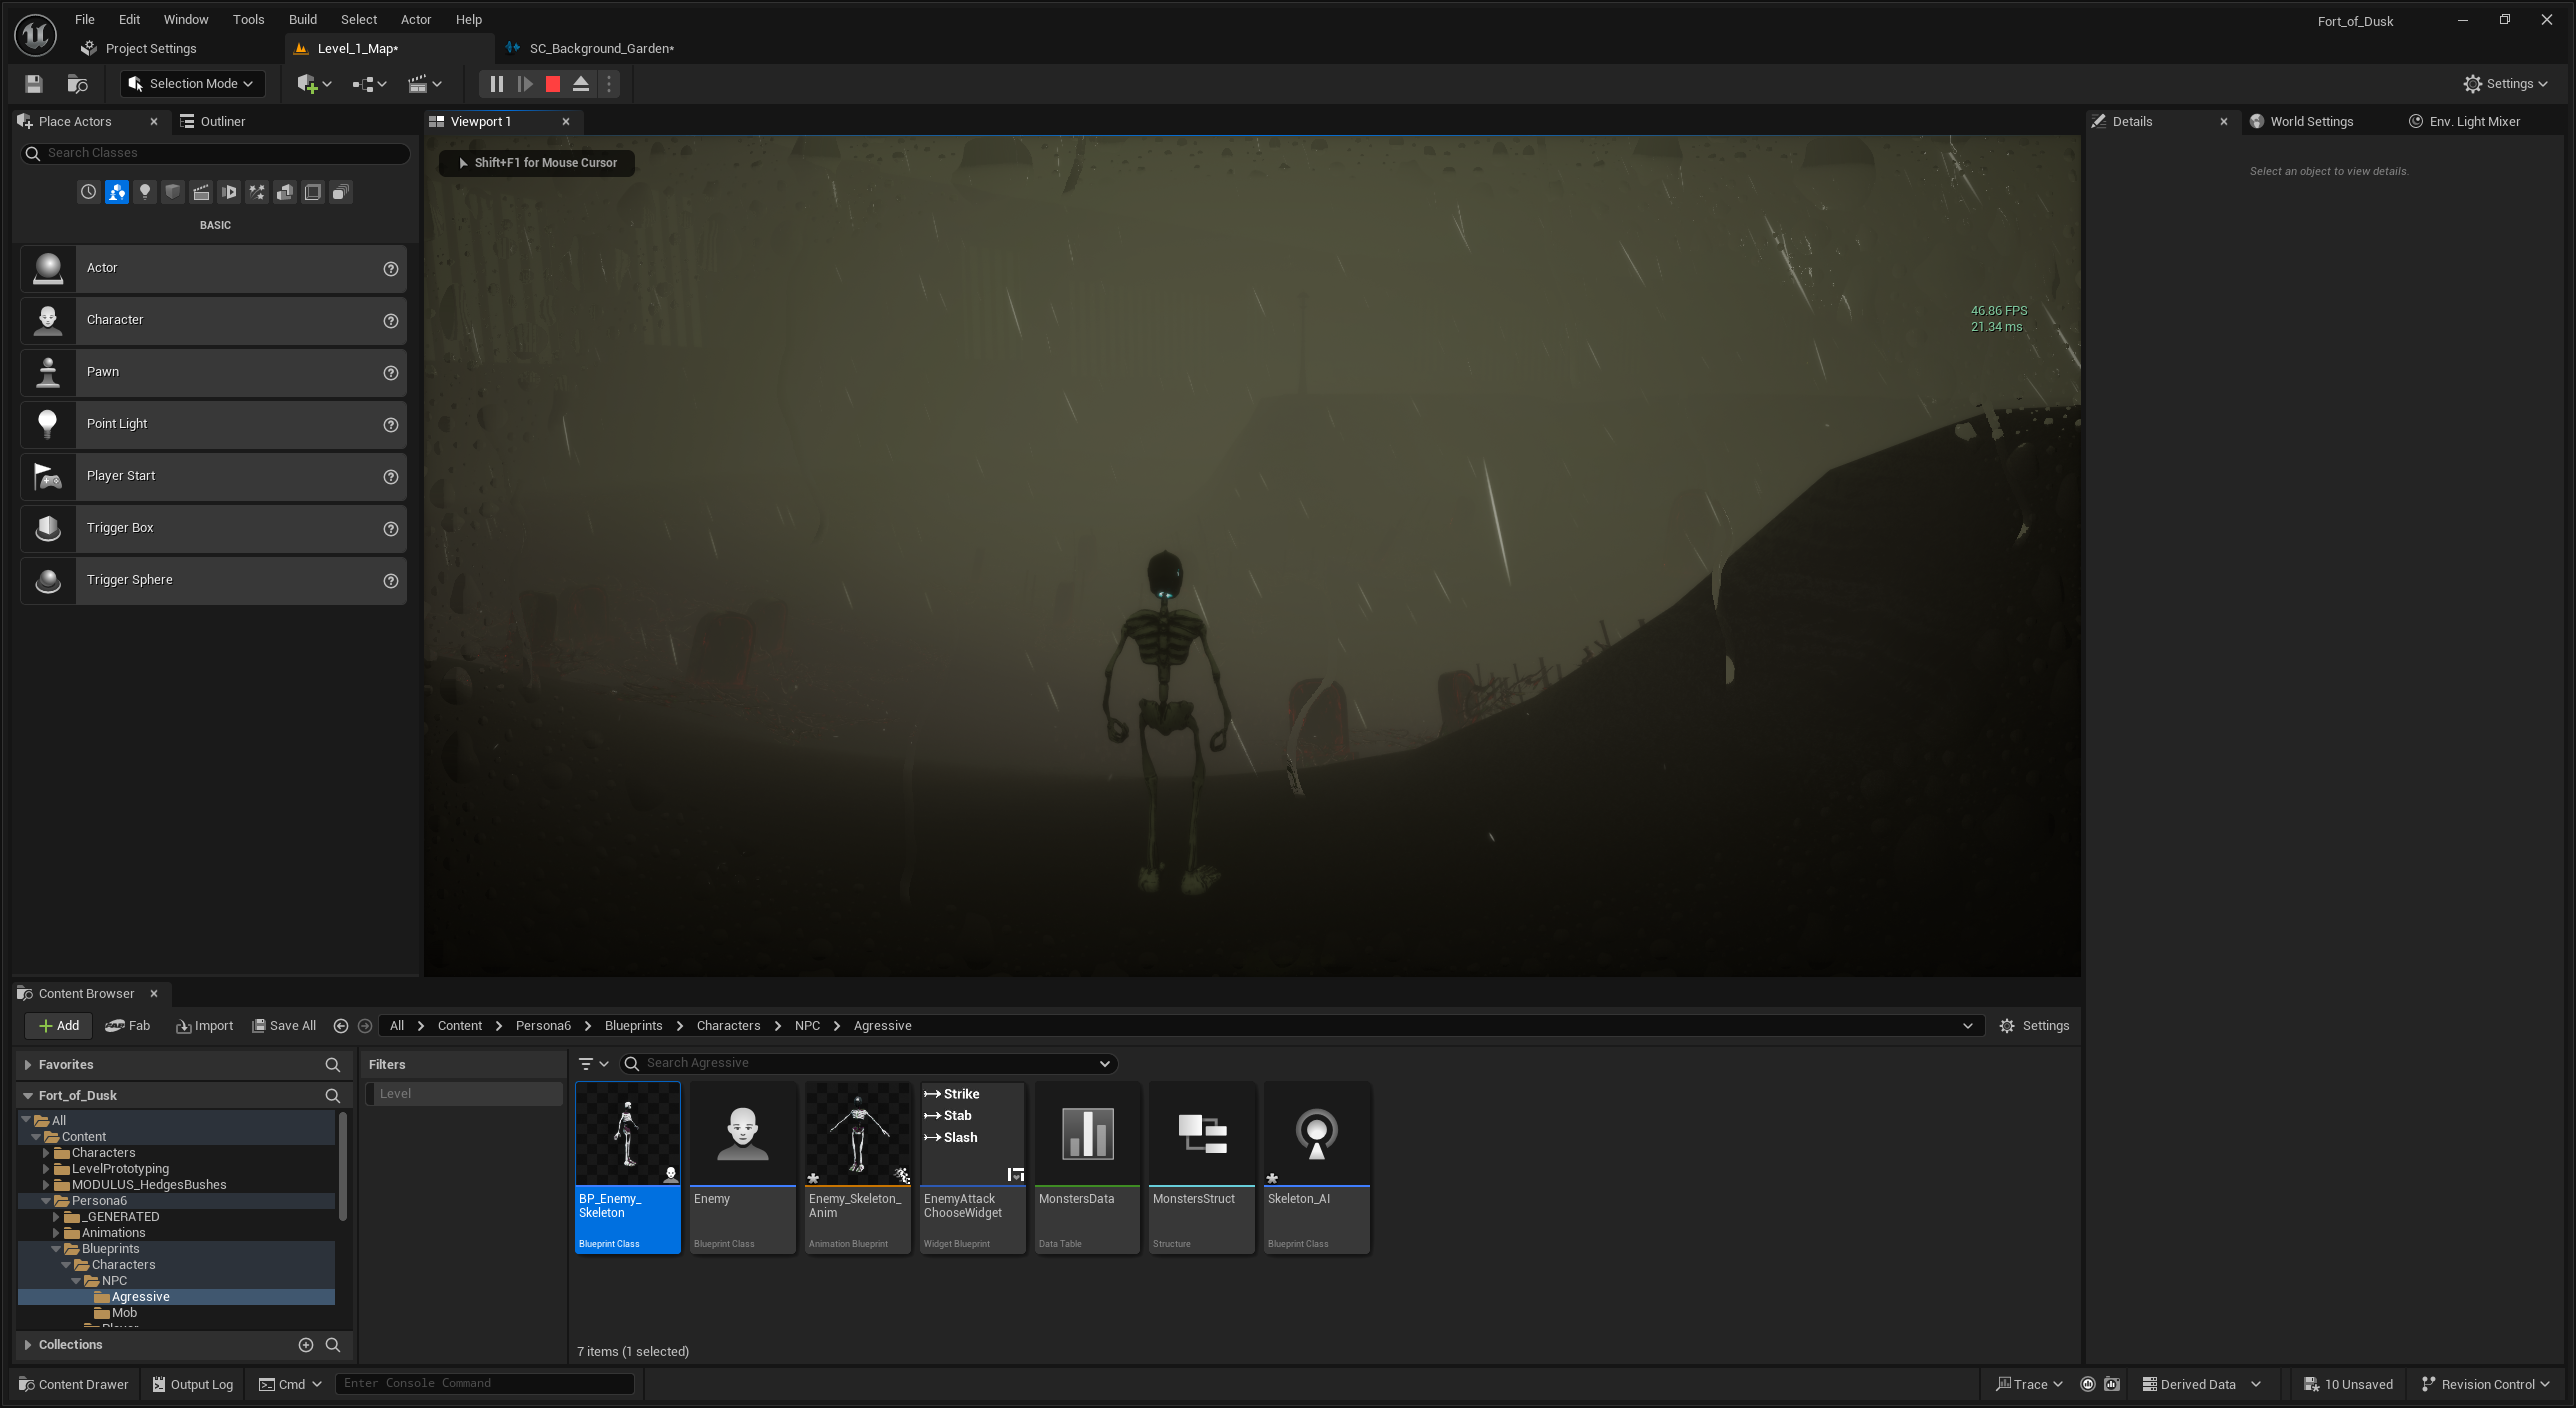 File Edit Window Tools Build Select Actor Help
Fort_of_Dusk
Project Settings
Level_1_Map*
SC_Background_Garden*
Selection Mode
Settings
Place Actors
Outliner
Viewport 1
Details
World Settings
Env. Light Mixer
Search Classes
Shift+F1 for Mouse Cursor
Select an object to view details.
BASIC
Actor
Character
Pawn
Point Light
Player Start
Trigger Box
Trigger Sphere
46.86 FPS
21.34 ms
Content Browser
Add
Fab
Import
Save All
All > Content > Persona6 > Blueprints > Characters > NPC > Agressive
Settings
Favorites
Fort_of_Dusk
All
Content
Characters
LevelPrototyping
MODULUS_HedgesBushes
Persona6
_GENERATED
Animations
Blueprints
Characters
NPC
Agressive
Mob
Collections
Filters
Level
Search Agressive
BP_Enemy_
Skeleton
Blueprint Class
Enemy
Blueprint Class
Enemy_Skeleton_
Anim
Animation Blueprint
Strike
Stab
Slash
EnemyAttack
ChooseWidget
Widget Blueprint
MonstersData
Data Table
MonstersStruct
Structure
Skeleton_AI
Blueprint Class
7 items (1 selected)
Content Drawer
Output Log
Cmd
Enter Console Command
Trace
Derived Data
10 Unsaved
Revision Control